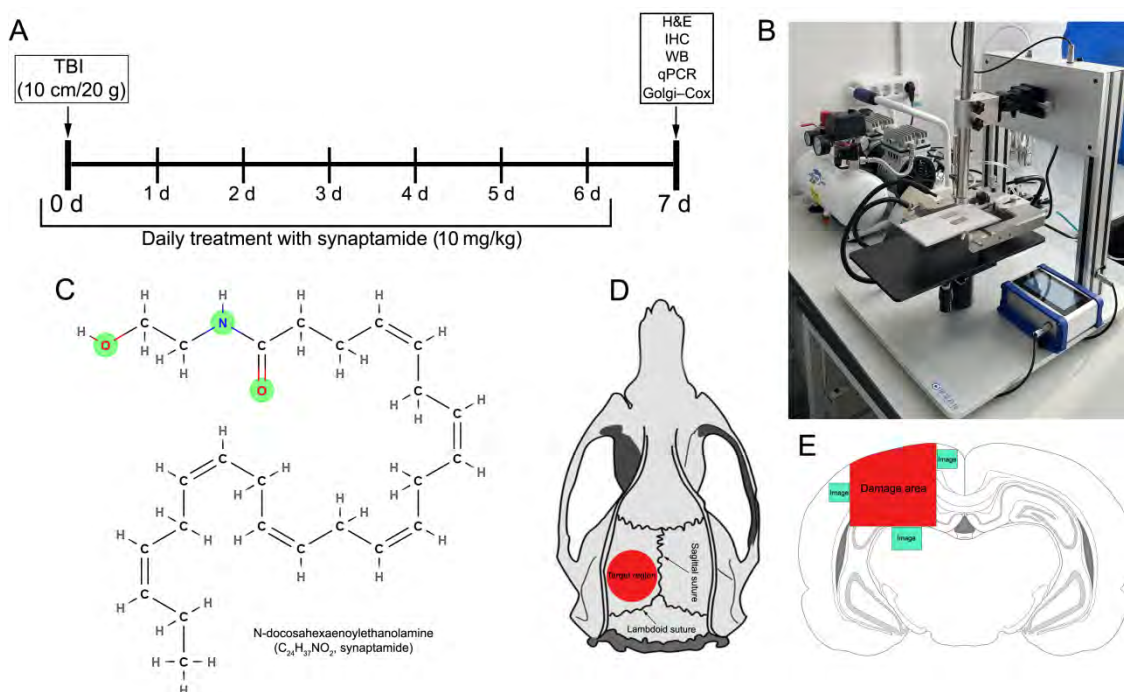 A
TBI
(10 cm/20 g)
H&E
IHC
WB
qPCR
Golgi–Cox
0 d
1 d
2 d
3 d
4 d
5 d
6 d
7 d
Daily treatment with synaptamide (10 mg/kg)
B
C
H
O
H
H
H
H
N
H
O
C
C
C
C
H
H
C
C
H
H
H
C
C
H
C
H
H
C
H
C
H
C
H
H
C
H
C
H
C
H
H
C
H
C
H
C
H
H
C
H
C
H
C
H
H
C
H
C
H
C
H
H
H
C
H
H
N-docosahexaenoylethanolamine
(C₂₄H₃₇NO₂, synaptamide)
D
Target region
Sagittal suture
Lambdoid suture
E
Image
Damage area
Image
Image